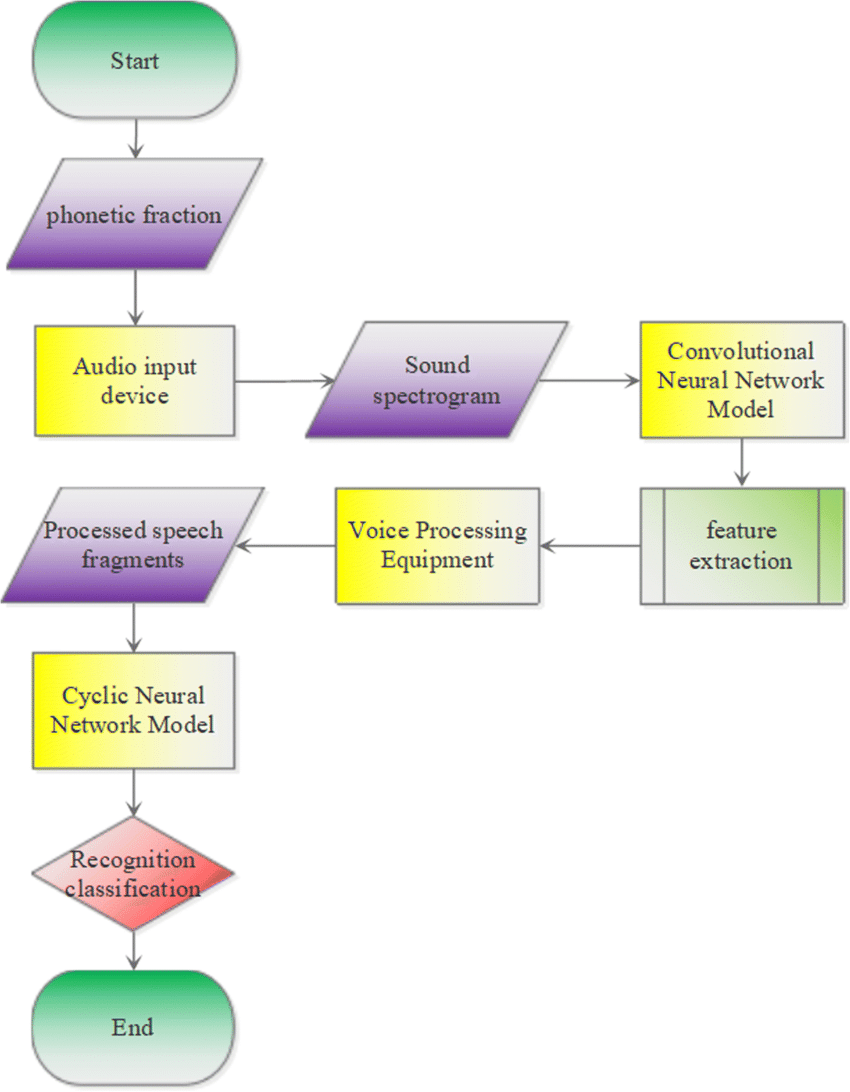 Start
phonetic fraction
Audio input
device
Sound
spectrogram
Convolutional
Neural Network
Model
feature
extraction
Voice Processing
Equipment
Processed speech
fragments
Cyclic Neural
Network Model
Recognition
classification
End